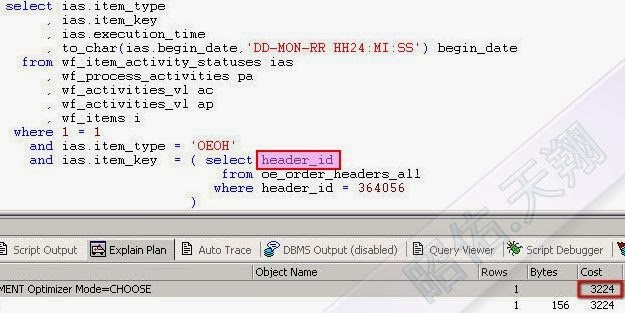 select ias.item_type
, ias.item_key
, ias.execution_time
, to_char(ias.begin_date,'DD-MON-RR HH24:MI:SS') begin_date
from wf_item_activity_statuses ias
, wf_process_activities pa
, wf_activities_vl ac
, wf_activities_vl ap
, wf_items i
where 1 = 1
and ias.item_type = 'OEOH'
and ias.item_key = ( select header_id
from oe_order_headers_all
where header_id = 364056
)
昭佑.天翔
Script Output Explain Plan Auto Trace DBMS Output (disabled) Query Viewer Script Debugger
Object Name Rows Bytes Cost
MENT Optimizer Mode=CHOOSE 1 3224
1 156 3224